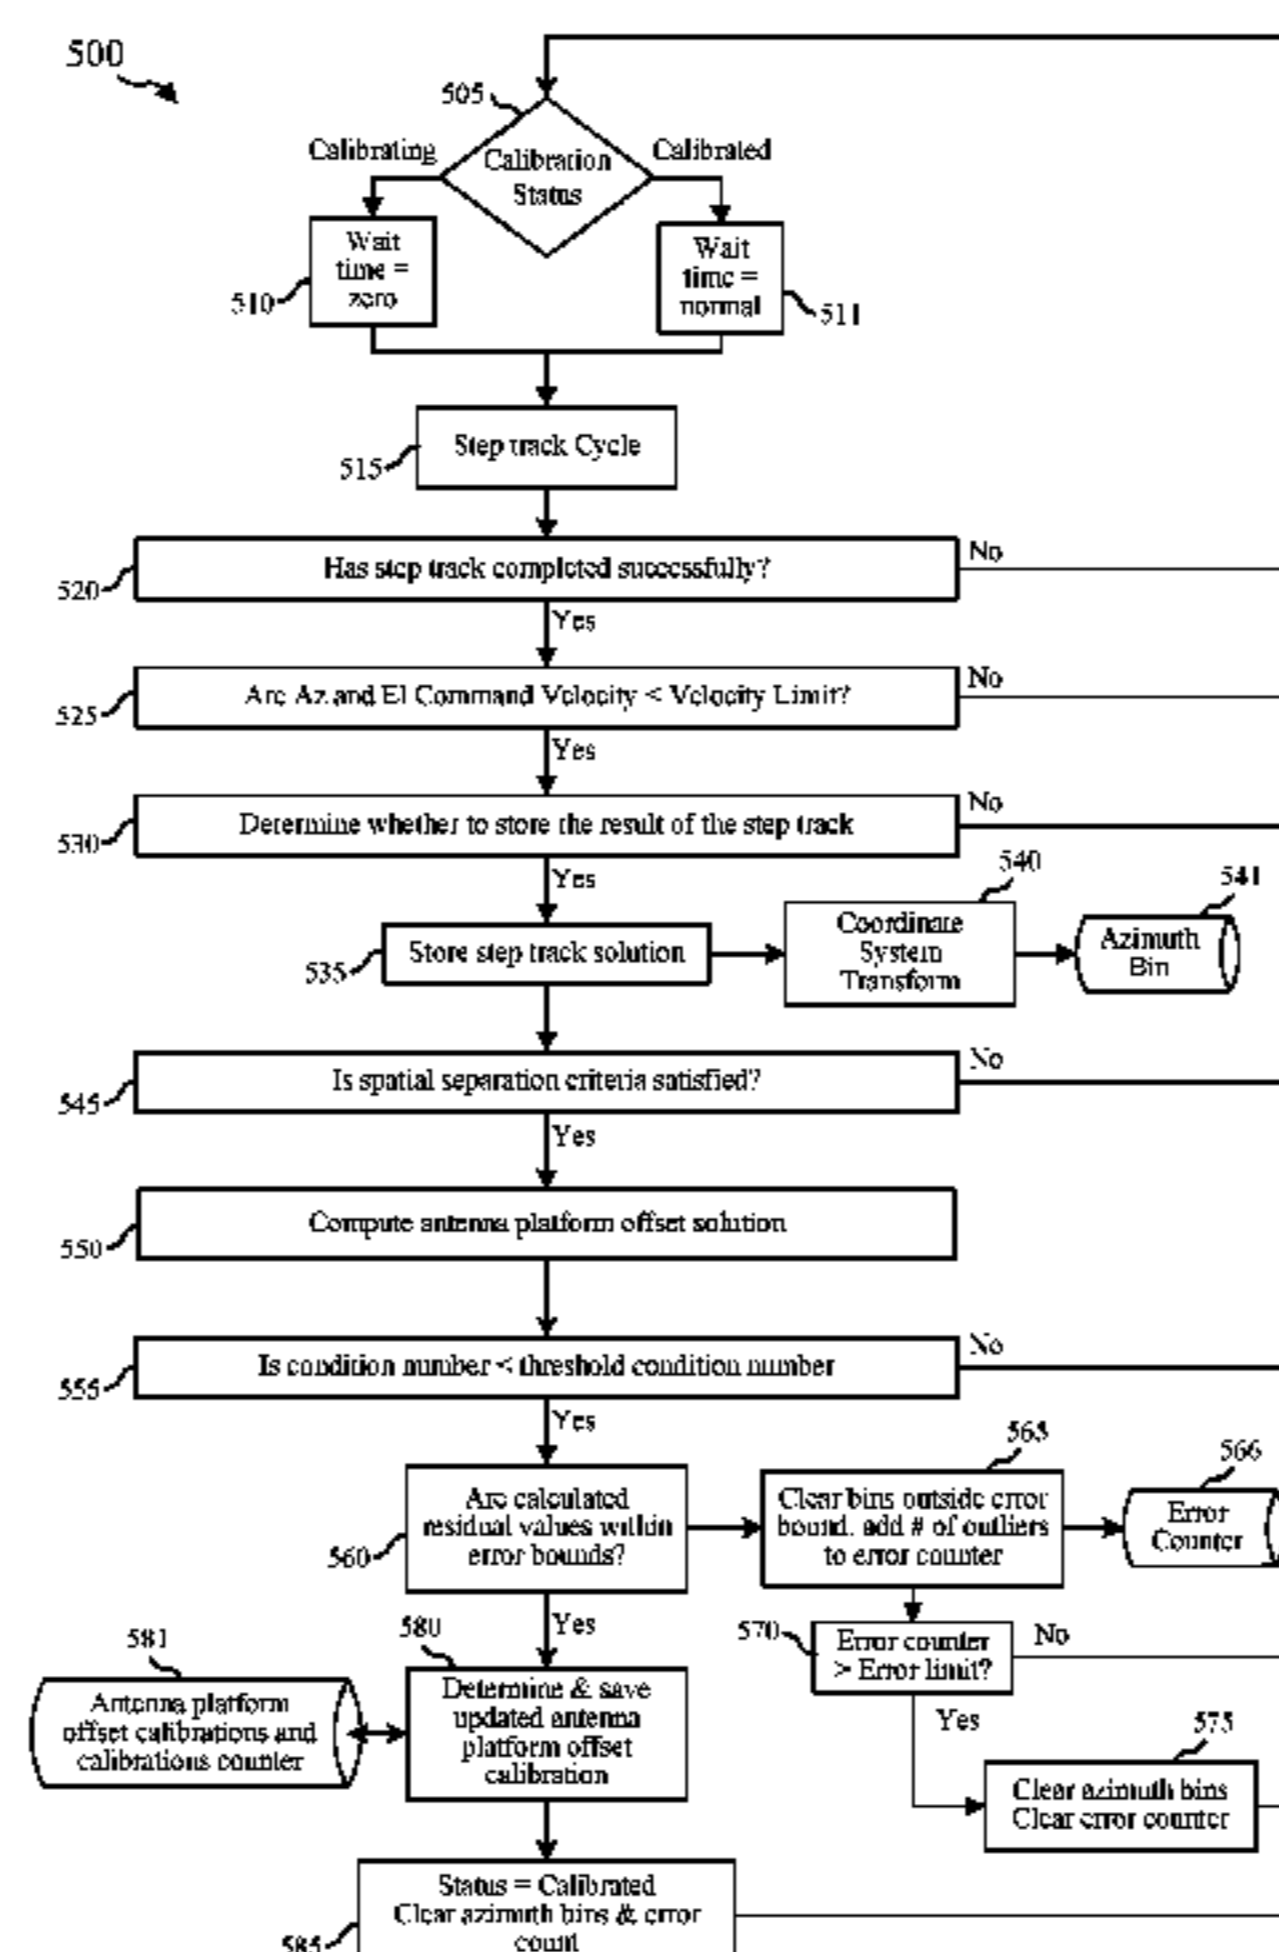 500
505
Calibrating
Calibration
Status
Calibrated
Wait
time =
zero
510
Wait
time =
normal
511
Step track Cycle
515
Has step track completed successfully?
No
520
Yes
Are Az and El Command Velocity < Velocity Limit?
No
525
Yes
Determine whether to store the result of the step track
No
530
Yes
Store step track solution
535
540
Coordinate
System
Transform
541
Azimuth
Bin
Is spatial separation criteria satisfied?
No
545
Yes
Compute antenna platform offset solution
550
Is condition number < threshold condition number
No
555
Yes
Are calculated
residual values within
error bounds?
560
565
Clear bins outside error
bound, add # of outliers
to error counter
566
Error
Counter
Yes
570
Error counter
> Error limit?
No
Yes
575
Clear azimuth bins
Clear error counter
580
Determine & save
updated antenna
platform offset
calibration
581
Antenna platform
offset calibrations and
calibrations counter
Status = Calibrated
Clear azimuth bins & error
count
585